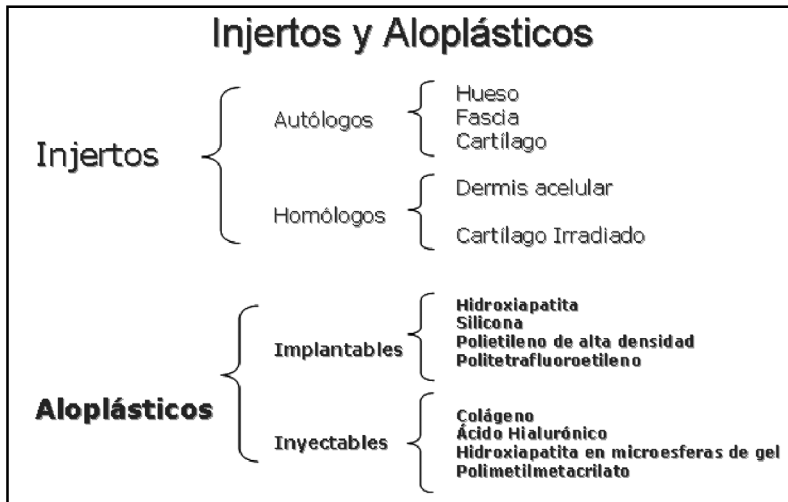 Injertos y Aloplásticos
Injertos
Autólogos
Hueso
Fascia
Cartílago
Homólogos
Dermis acelular
Cartílago Irradiado
Aloplásticos
Implantables
Hidroxiapatita
Silicona
Polietileno de alta densidad
Politetrafluoroetileno
Inyectables
Colágeno
Ácido Hialurónico
Hidroxiapatita en microesferas de gel
Polimetilmetacrilato